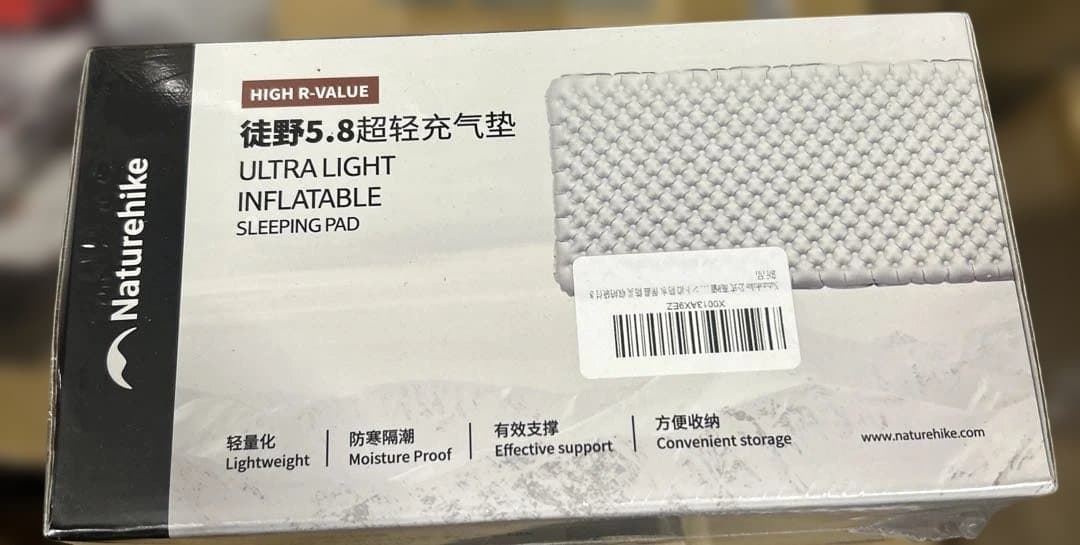 Naturehike
HIGH R-VALUE
徒野5.8超轻充气垫
ULTRA LIGHT
INFLATABLE
SLEEPING PAD
新品
X0013AX9EZ
轻量化
Lightweight
防寒隔潮
Moisture Proof
有效支撑
Effective support
方便收纳
Convenient storage
www.naturehike.com